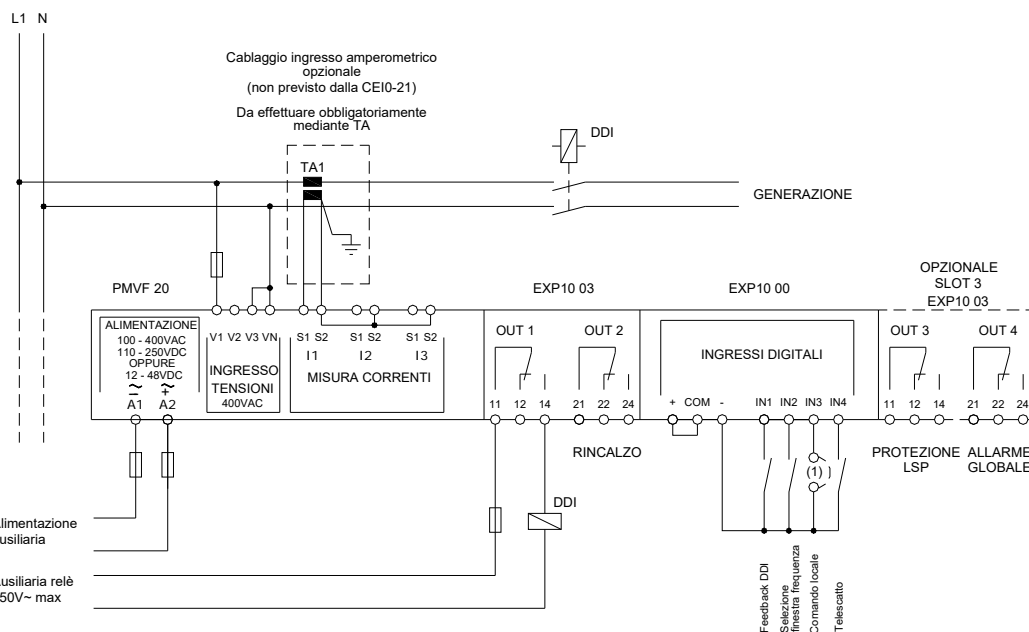 L1 N
Cablaggio ingresso amperometrico
opzionale
(non previsto dalla CEI0-21)
Da effettuare obbligatoriamente
mediante TA
DDI
TA1
GENERAZIONE
OPZIONALE
SLOT 3
PMVF 20
EXP10 03
EXP10 00
EXP10 03
ALIMENTAZIONE
100 - 400VAC
110 - 250VDC
OPPURE
12 - 48VDC
~ ~
− +
A1 A2
V1 V2 V3 VN
INGRESSO
TENSIONI
400VAC
S1 S2 S1 S2 S1 S2
I1 I2 I3
MISURA CORRENTI
OUT 1 OUT 2
11 12 14 21 22 24
INGRESSI DIGITALI
+ COM - IN1 IN2 IN3 IN4
OUT 3 OUT 4
11 12 14 21 22 24
RINCALZO
(1)
PROTEZIONE
LSP
ALLARME
GLOBALE
DDI
limentazione
usiliaria
usiliaria relè
50V~ max
Feedback DDI
Selezione
finestra frequenza
Comando locale
Telescatto